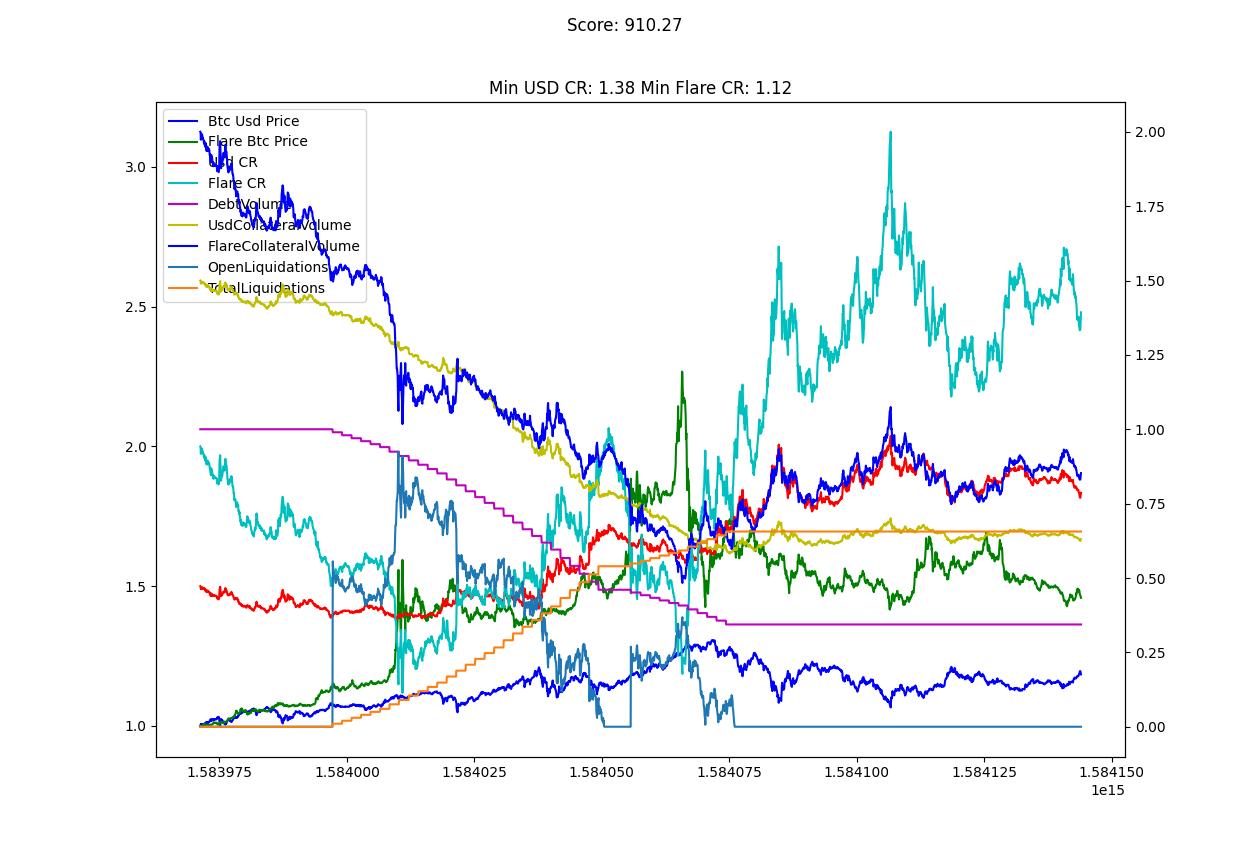 Score: 910.27
Min USD CR: 1.38 Min Flare CR: 1.12
Btc Usd Price
Flare Btc Price
Usd CR
Flare CR
DebtVolume
UsdCollateralVolume
FlareCollateralVolume
OpenLiquidations
TotalLiquidations
3.0
2.5
2.0
1.5
1.0
2.00
1.75
1.50
1.25
1.00
0.75
0.50
0.25
0.00
1.583975 1.584000 1.584025 1.584050 1.584075 1.584100 1.584125 1.584150
1e15